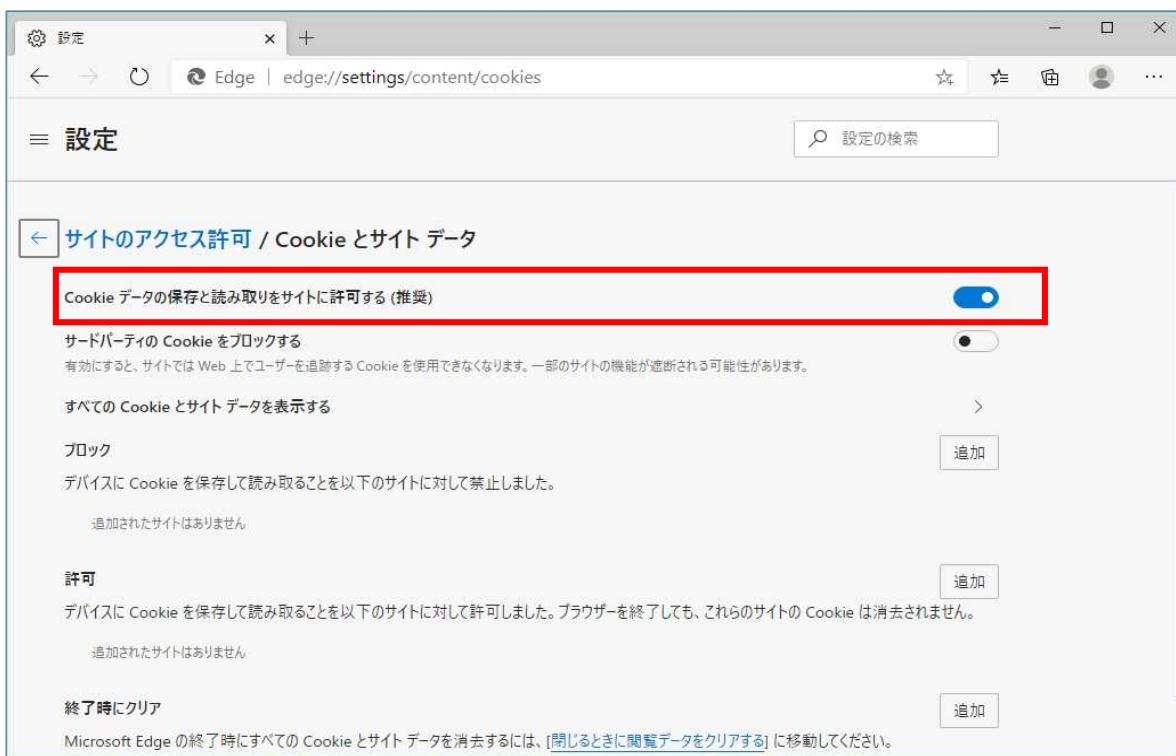 設定
Edge | edge://settings/content/cookies
設定
設定の検索
サイトのアクセス許可 / Cookie とサイト データ
Cookie データの保存と読み取りをサイトに許可する (推奨)
サードパーティの Cookie をブロックする
有効にすると、サイトでは Web 上でユーザーを追跡する Cookie を使用できなくなります。一部のサイトの機能が遮断される可能性があります。
すべての Cookie とサイト データを表示する
ブロック 追加
デバイスに Cookie を保存して読み取ることを以下のサイトに対して禁止しました。
追加されたサイトはありません
許可 追加
デバイスに Cookie を保存して読み取ることを以下のサイトに対して許可しました。ブラウザーを終了しても、これらのサイトの Cookie は消去されません。
追加されたサイトはありません
終了時にクリア 追加
Microsoft Edge の終了時にすべての Cookie とサイト データを消去するには、[閉じるときに閲覧データをクリアする] に移動してください。